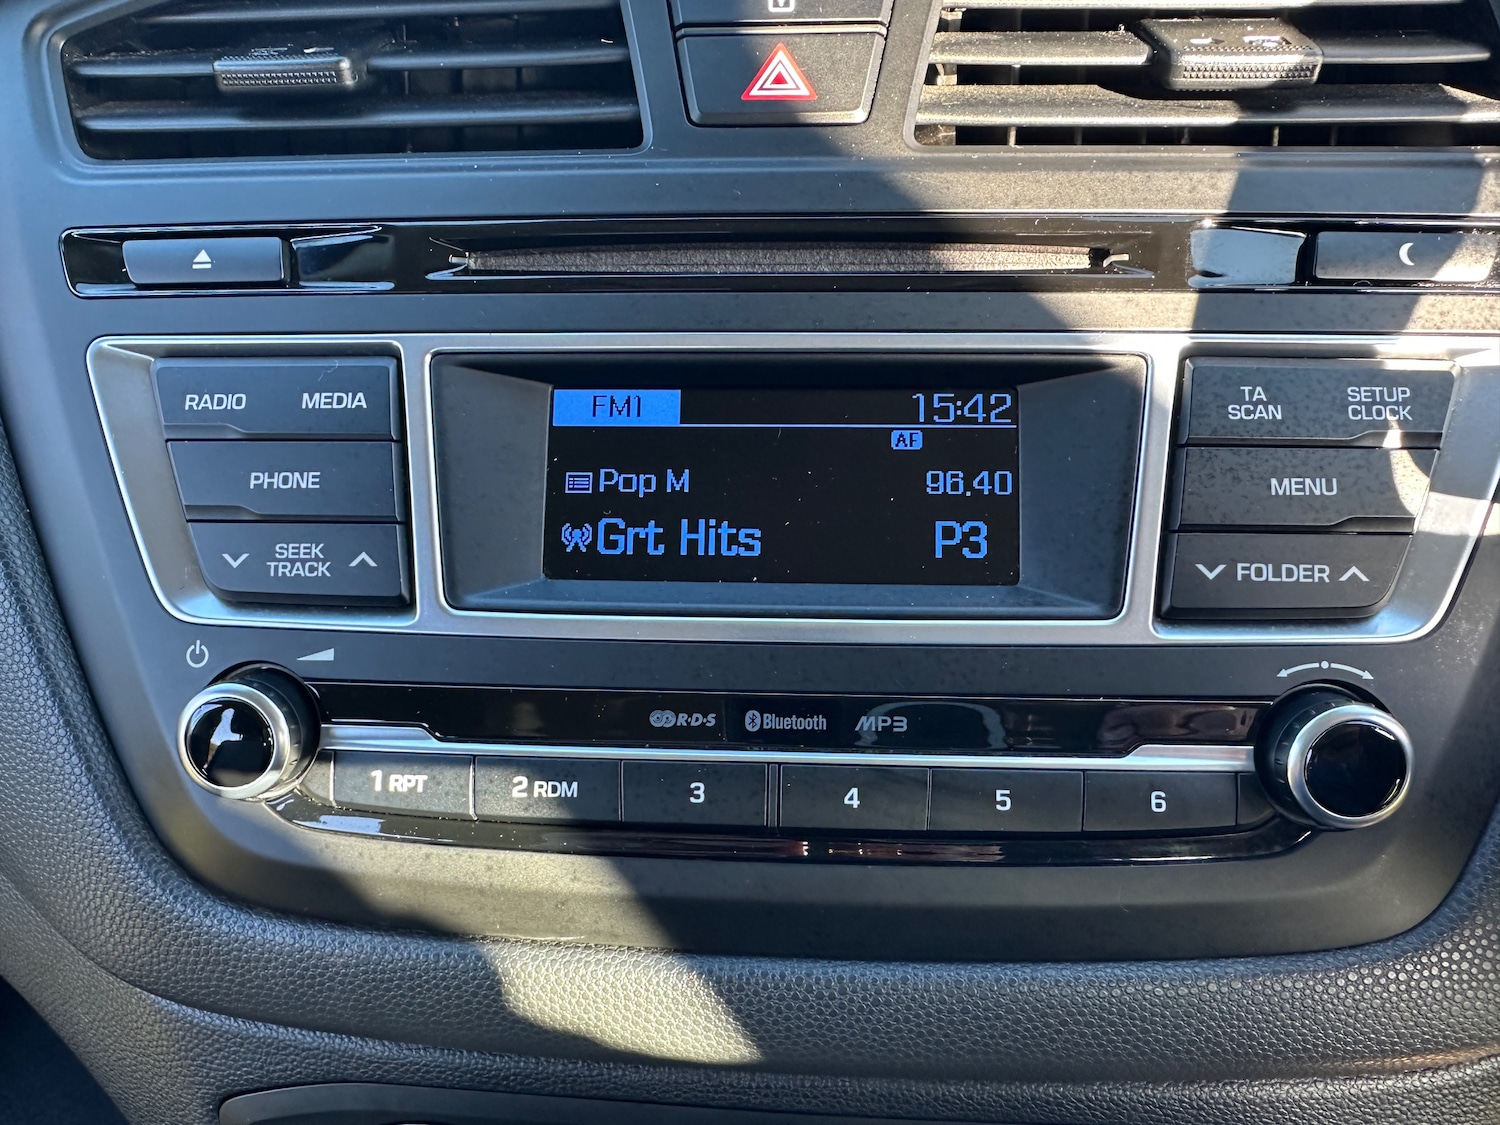 RADIO MEDIA
PHONE
SEEK
TRACK
FM1 15:42
AF
Pop M 96.40
Grt Hits P3
TA
SCAN
SETUP
CLOCK
MENU
FOLDER
R·D·S Bluetooth MP3
1 RPT 2 RDM 3 4 5 6